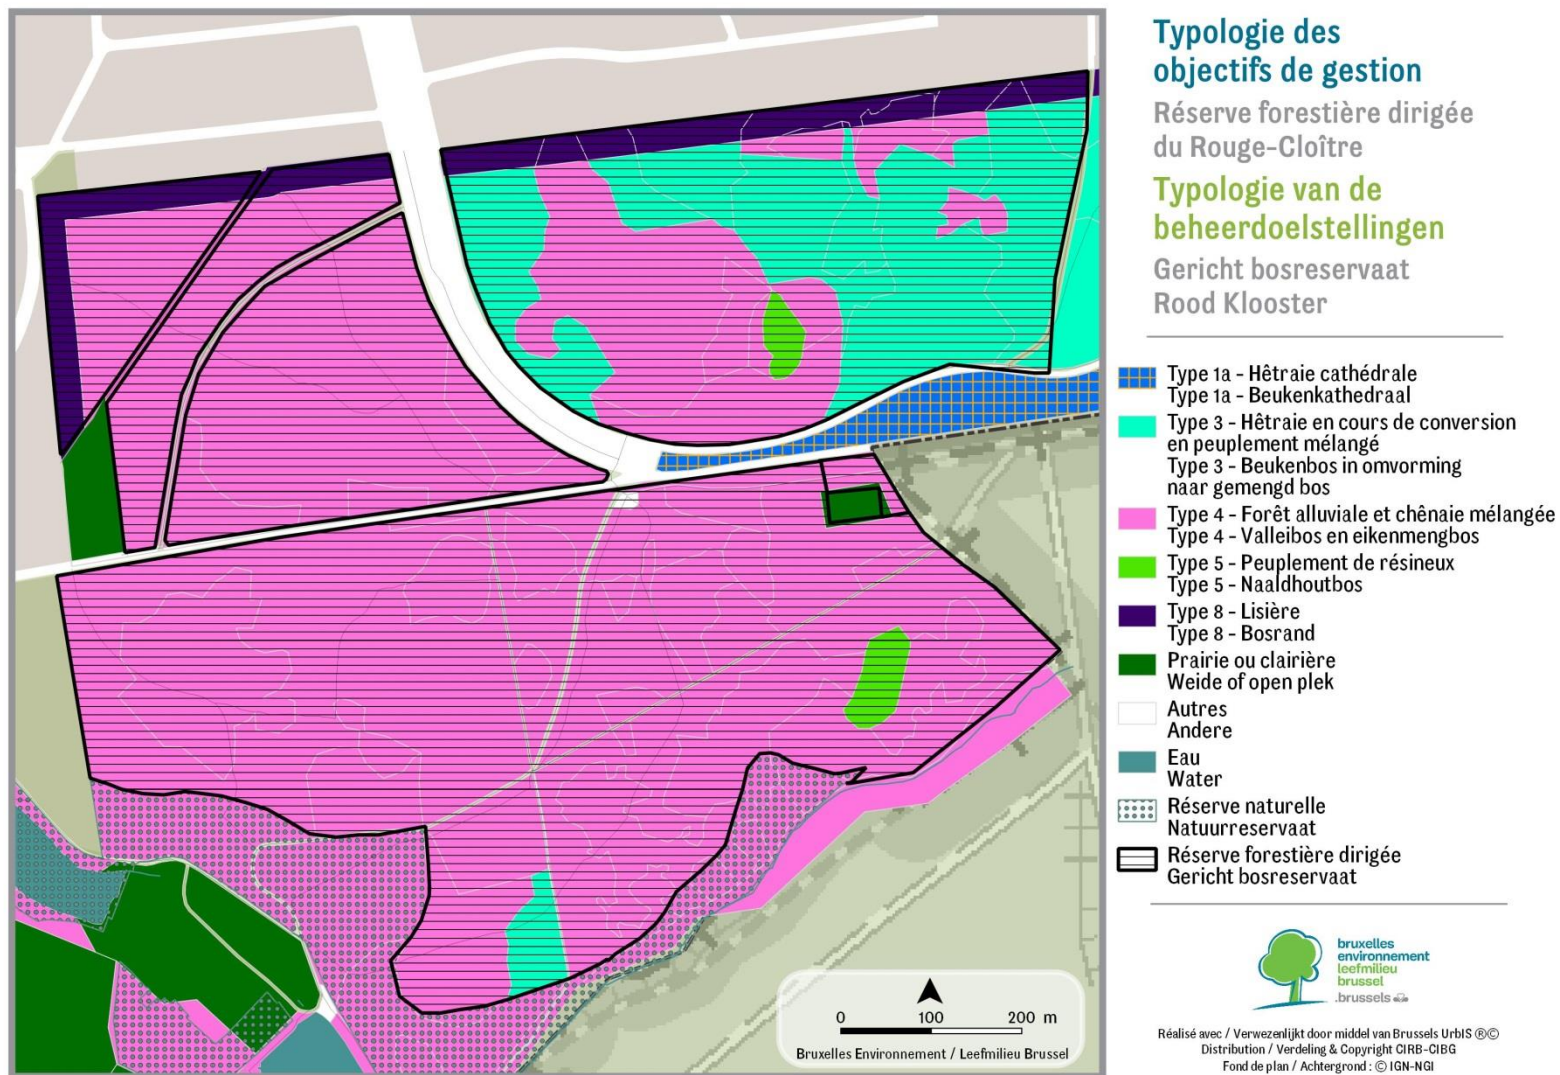 Typologie des
objectifs de gestion
Réserve forestière dirigée
du Rouge-Cloître
Typologie van de
beheerdoelstellingen
Gericht bosreservaat
Rood Klooster
Type 1a - Hêtraie cathédrale
Type 1a - Beukenkathedraal
Type 3 - Hêtraie en cours de conversion
en peuplement mélangé
Type 3 - Beukenbos in omvorming
naar gemengd bos
Type 4 - Forêt alluviale et chênaie mélangée
Type 4 - Valleibos en eikenmengbos
Type 5 - Peuplement de résineux
Type 5 - Naaldhoutbos
Type 8 - Lisière
Type 8 - Bosrand
Prairie ou clairière
Weide of open plek
Autres
Andere
Eau
Water
Réserve naturelle
Natuurreservaat
Réserve forestière dirigée
Gericht bosreservaat
bruxelles
environnement
leefmilieu
brussel
.brussels
Réalisé avec / Verwezenlijkt door middel van Brussels UrbIS ®©
Distribution / Verdeling & Copyright CIRB-CIBG
Fond de plan / Achtergrond : © IGN-NGI
0 100 200 m
Bruxelles Environnement / Leefmilieu Brussel